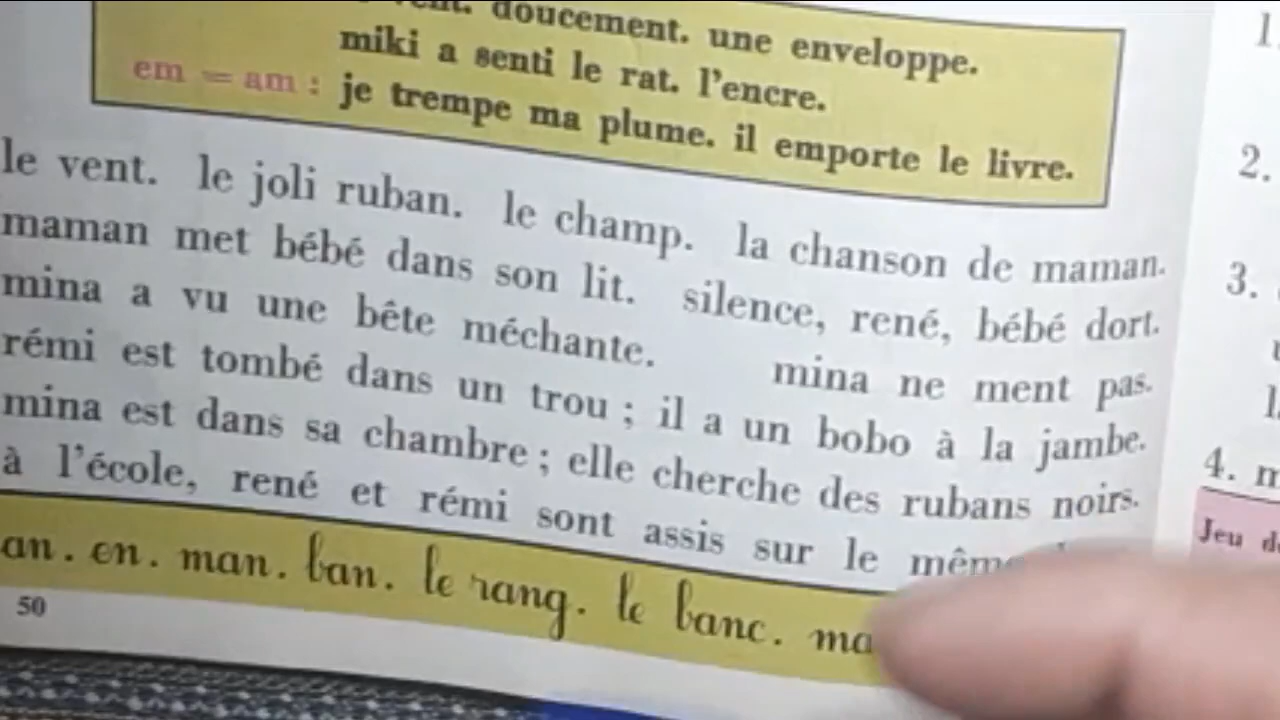 doucement. une enveloppe.
miki a senti le rat. l'encre.
em = am : je trempe ma plume. il emporte le livre.
le vent. le joli ruban. le champ. la chanson de maman.
maman met bébé dans son lit. silence, rené, bébé dort.
mina a vu une bête méchante. mina ne ment pas.
rémi est tombé dans un trou ; il a un bobo à la jambe.
mina est dans sa chambre ; elle cherche des rubans noirs.
à l'école, rené et rémi sont assis sur le même
an. en. man. ban. le rang. le banc. ma
50
1.
2.
3.
4. m
Jeu d